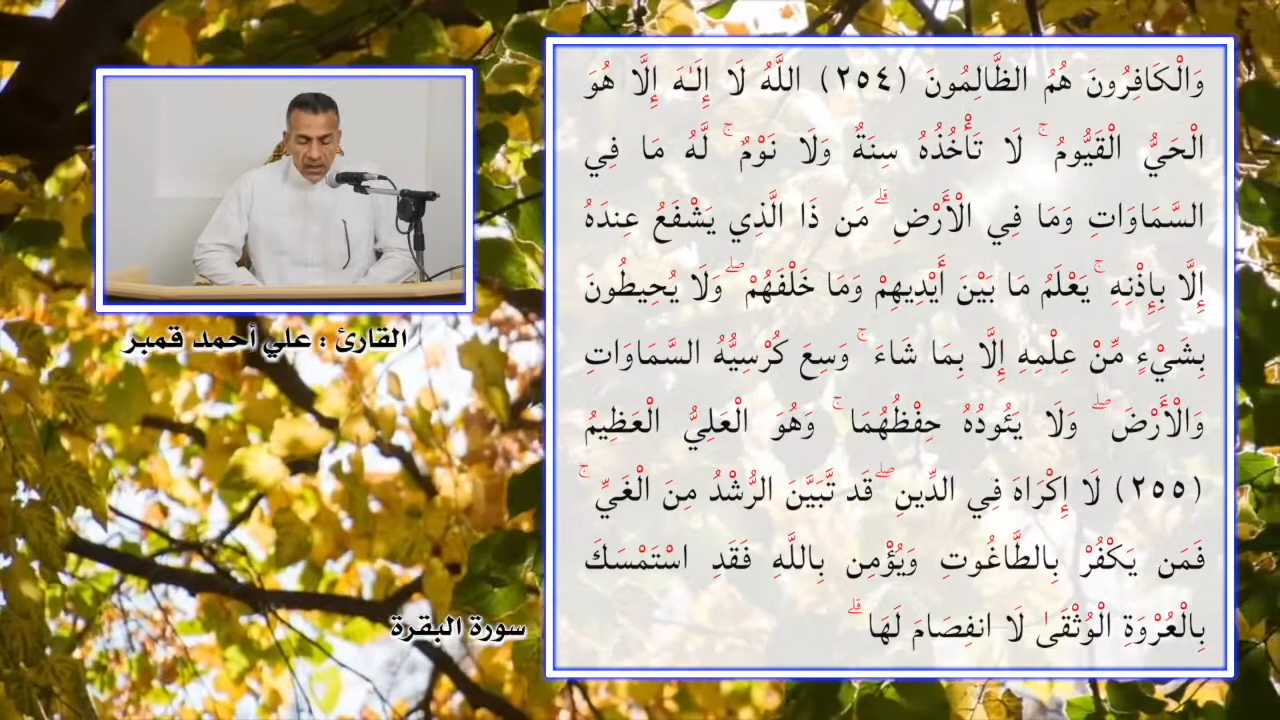 وَالْكَافِرُونَ هُمُ الظَّالِمُونَ (٢٥٤) اللَّهُ لَا إِلَـٰهَ إِلَّا هُوَ
الْحَيُّ الْقَيُّومُ ۚ لَا تَأْخُذُهُ سِنَةٌ وَلَا نَوْمٌ ۚ لَّهُ مَا فِي
السَّمَاوَاتِ وَمَا فِي الْأَرْضِ ۗ مَن ذَا الَّذِي يَشْفَعُ عِندَهُ
إِلَّا بِإِذْنِهِ ۚ يَعْلَمُ مَا بَيْنَ أَيْدِيهِمْ وَمَا خَلْفَهُمْ ۖ وَلَا يُحِيطُونَ
بِشَيْءٍ مِّنْ عِلْمِهِ إِلَّا بِمَا شَاءَ ۚ وَسِع كُرْسِيُّهُ السَّمَاوَاتِ
وَالْأَرْضَ ۖ وَلَا يَئُودُهُ حِفْظُهُمَا ۚ وَهُوَ الْعَلِيُّ الْعَظِيمُ
(٢٥٥) لَا إِكْرَاهَ فِي الدِّينِ ۖ قَد تَّبَيَّنَ الرُّشْدُ مِنَ الْغَيِّ ۚ
فَمَن يَكْفُرْ بِالطَّاغُوتِ وَيُؤْمِن بِاللَّهِ فَقَدِ اسْتَمْسَكَ
بِالْعُرْوَةِ الْوُثْقَىٰ لَا انفِصَامَ لَهَا ۗ
القارئ : علي أحمد قمبر
سورة البقرة